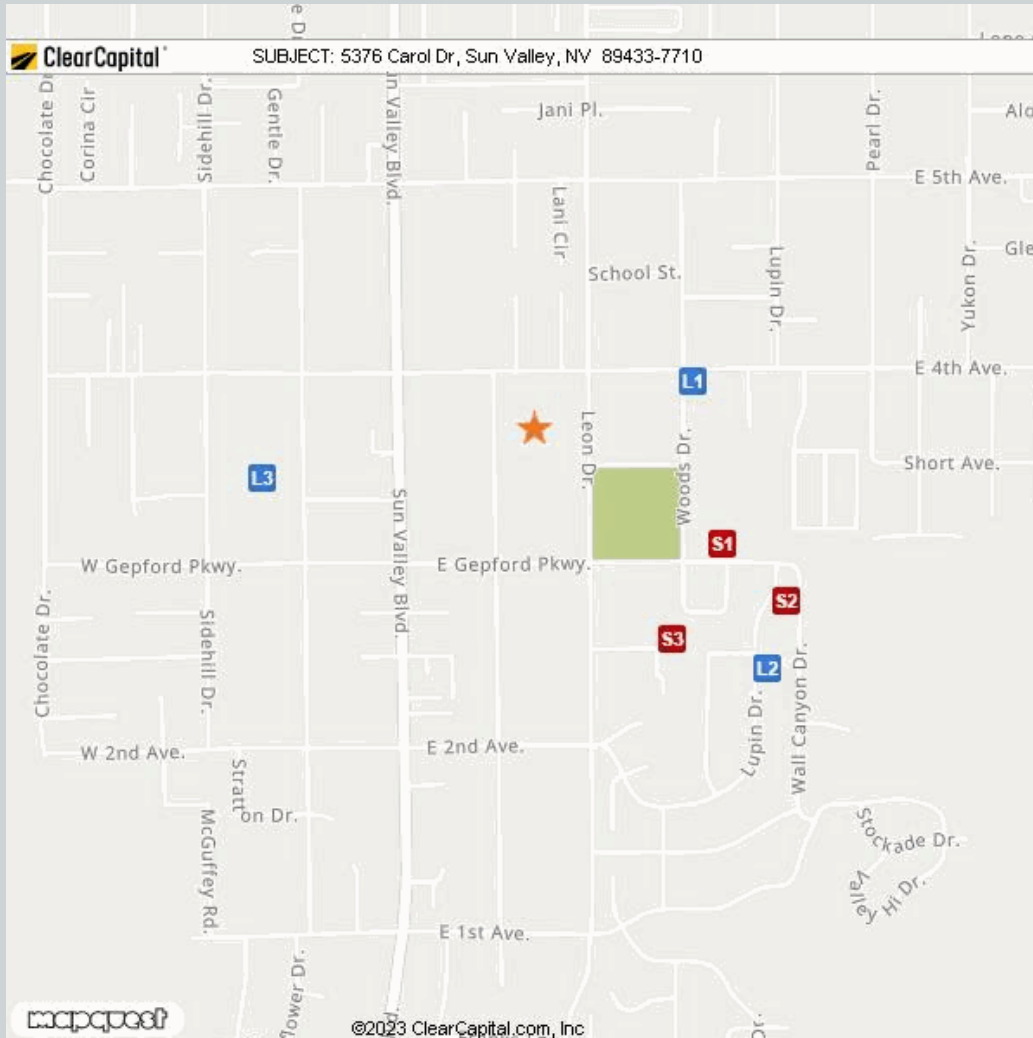 ClearCapital
SUBJECT: 5376 Carol Dr, Sun Valley, NV 89433-7710
Chocolate Dr.
Corina Cir
Sidehill Dr.
Gentle Dr.
Sun Valley Blvd.
Jani Pl.
Pearl Dr.
E 5th Ave.
Lani Cir
School St.
Lupin Dr.
Yukon Dr.
Gle
E 4th Ave.
L1
Leon Dr.
Woods Dr.
Short Ave.
L3
Sun Valley Blvd.
S1
W Gepford Pkwy.
E Gepford Pkwy.
S2
Chocolate Dr.
Sidehill Dr.
S3
L2
Lupin Dr.
Wall Canyon Dr.
W 2nd Ave.
E 2nd Ave.
Stratton Dr.
McGuffey Rd.
Stockade Dr.
Valley Hi Dr.
E 1st Ave.
lower Dr.
d.
Dr.
mapquest
©2023 ClearCapital.com, Inc